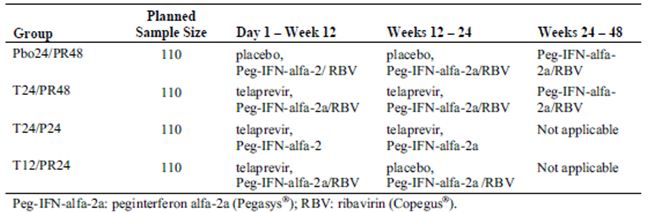 Planned
Group Sample Size Day 1 – Week 12 Weeks 12 – 24 Weeks 24 – 48
Pbo24/PR48 110 placebo, placebo, Peg-IFN-alfa-
Peg-IFN-alfa-2/ RBV Peg-IFN-alfa-2a/RBV 2a/RBV
T24/PR48 110 telaprevir, telaprevir, Peg-IFN-alfa-
Peg-IFN-alfa-2a/RBV Peg-IFN-alfa-2a/RBV 2a/RBV
T24/P24 110 telaprevir, telaprevir, Not applicable
Peg-IFN-alfa-2 Peg-IFN-alfa-2a
T12/PR24 110 telaprevir, placebo, Not applicable
Peg-IFN-alfa-2a/RBV Peg-IFN-alfa-2a /RBV
Peg-IFN-alfa-2a: peginterferon alfa-2a (Pegasys®); RBV: ribavirin (Copegus®).